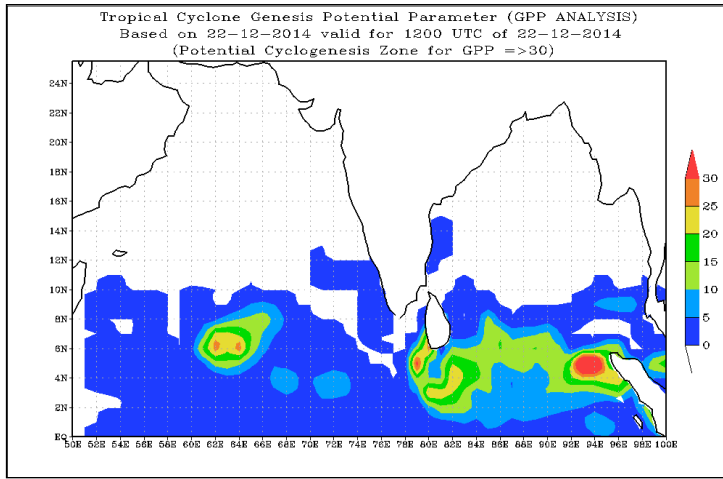 Tropical Cyclone Genesis Potential Parameter (GPP ANALYSIS)
Based on 22-12-2014 valid for 1200 UTC of 22-12-2014
(Potential Cyclogenesis Zone for GPP =>30)
24N
22N
20N
18N
16N
14N
12N
10N
8N
6N
4N
2N
EQ
50E 52E 54E 56E 58E 60E 62E 64E 66E 68E 70E 72E 74E 76E 78E 80E 82E 84E 86E 88E 90E 92E 94E 96E 98E 100E
30
25
20
15
10
5
0